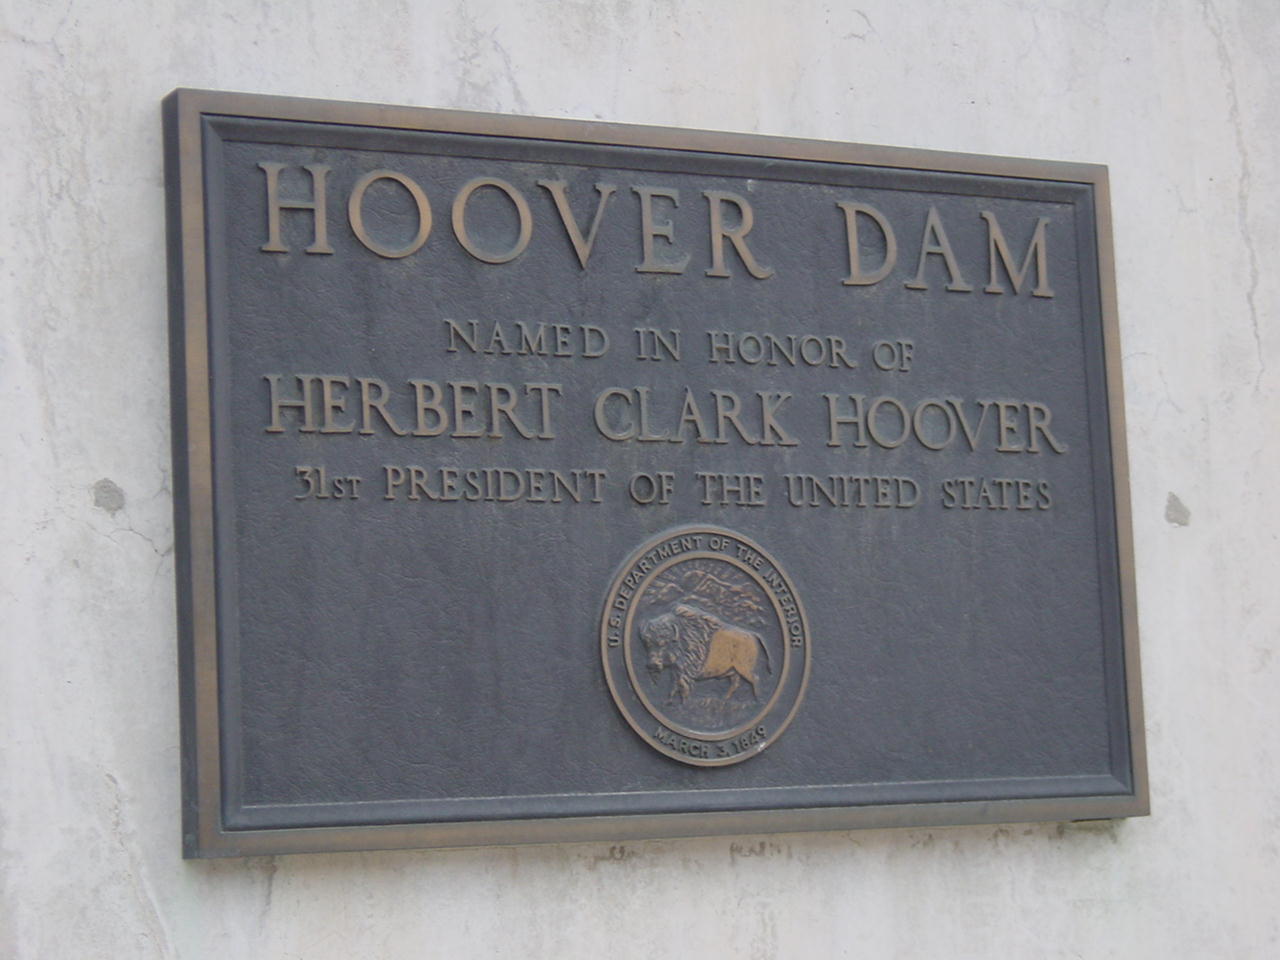 HOOVER DAM
NAMED IN HONOR OF
HERBERT CLARK HOOVER
31ST PRESIDENT OF THE UNITED STATES
U.S. DEPARTMENT OF THE INTERIOR
MARCH 3, 1849